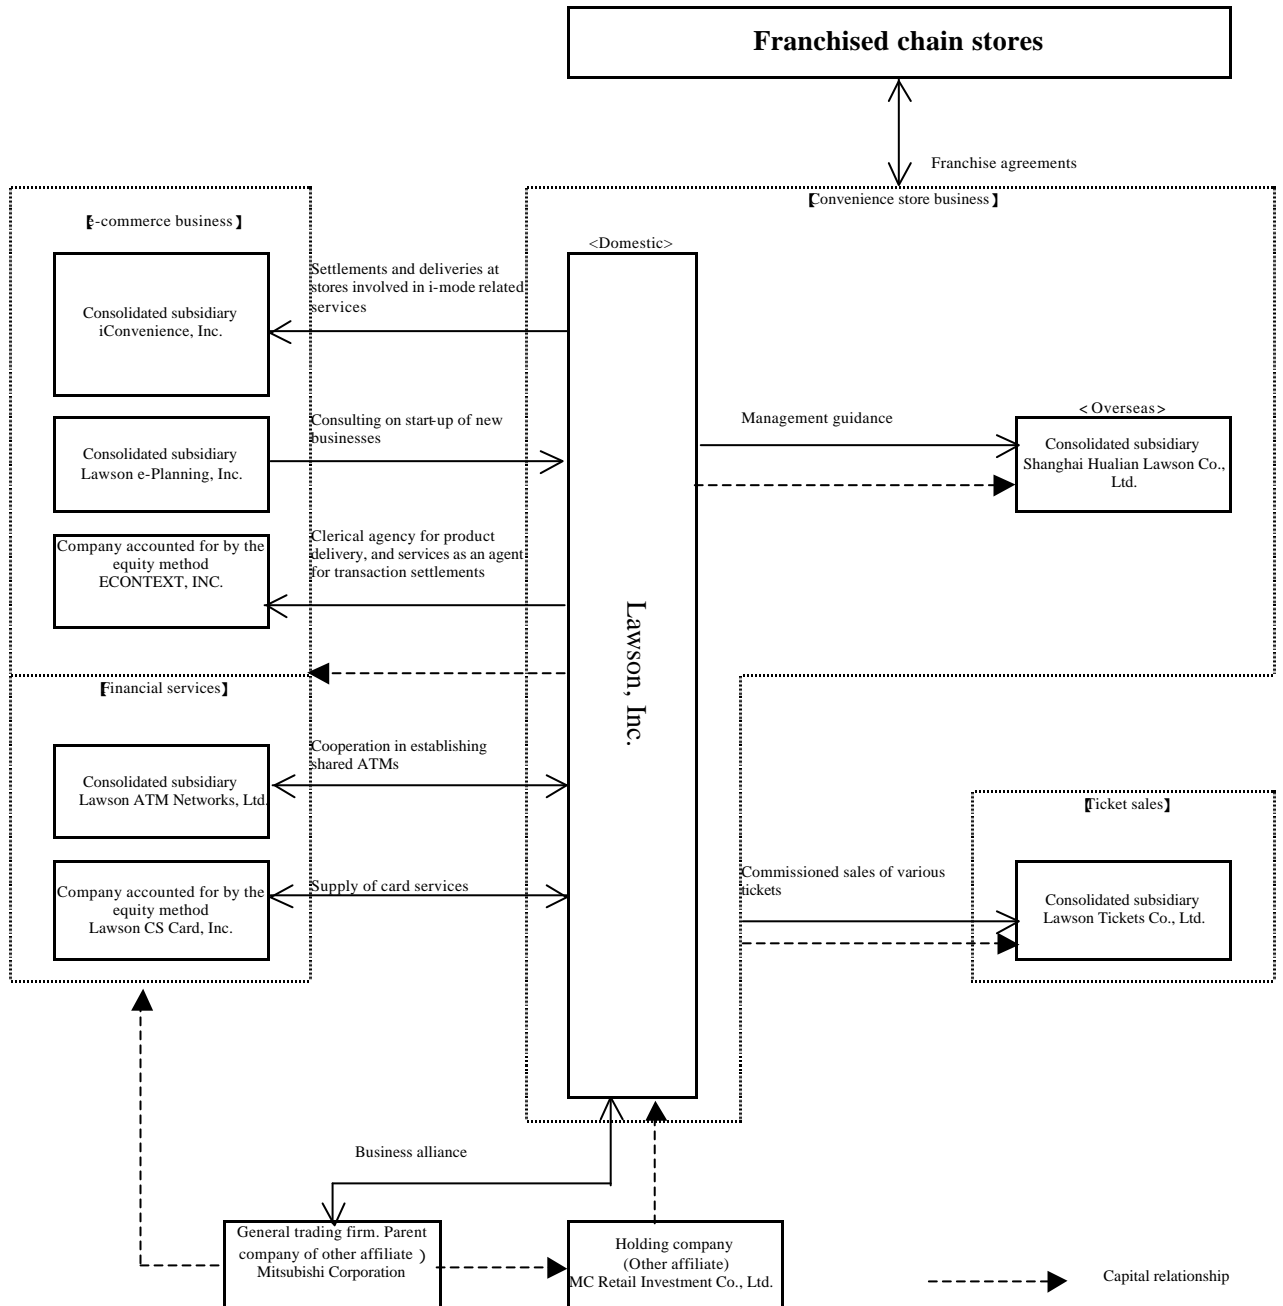 Franchised chain stores
Franchise agreements
【e-commerce business】
【Convenience store business】
<Domestic>
Settlements and deliveries at
stores involved in i-mode related
services
Consolidated subsidiary
iConvenience, Inc.
Consulting on start-up of new
businesses
Consolidated subsidiary
Lawson e-Planning, Inc.
Management guidance
<Overseas>
Consolidated subsidiary
Shanghai Hualian Lawson Co.,
Ltd.
Clerical agency for product
delivery, and services as an agent
for transaction settlements
Company accounted for by the
equity method
ECONTEXT, INC.
Lawson, Inc.
【Financial services】
Cooperation in establishing
shared ATMs
Consolidated subsidiary
Lawson ATM Networks, Ltd.
【Ticket sales】
Supply of card services
Company accounted for by the
equity method
Lawson CS Card, Inc.
Commissioned sales of various
tickets
Consolidated subsidiary
Lawson Tickets Co., Ltd.
Business alliance
General trading firm. Parent
company of other affiliate )
Mitsubishi Corporation
Holding company
(Other affiliate)
MC Retail Investment Co., Ltd.
Capital relationship